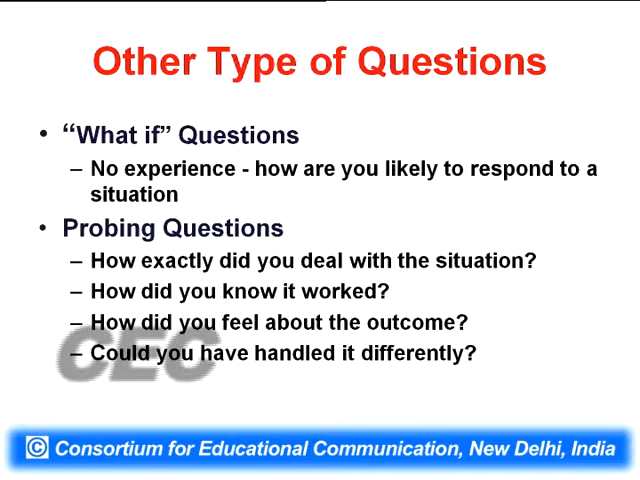 Other Type of Questions
• “What if” Questions
– No experience - how are you likely to respond to a
situation
• Probing Questions
– How exactly did you deal with the situation?
– How did you know it worked?
– How did you feel about the outcome?
– Could you have handled it differently?
CEC
© Consortium for Educational Communication, New Delhi, India